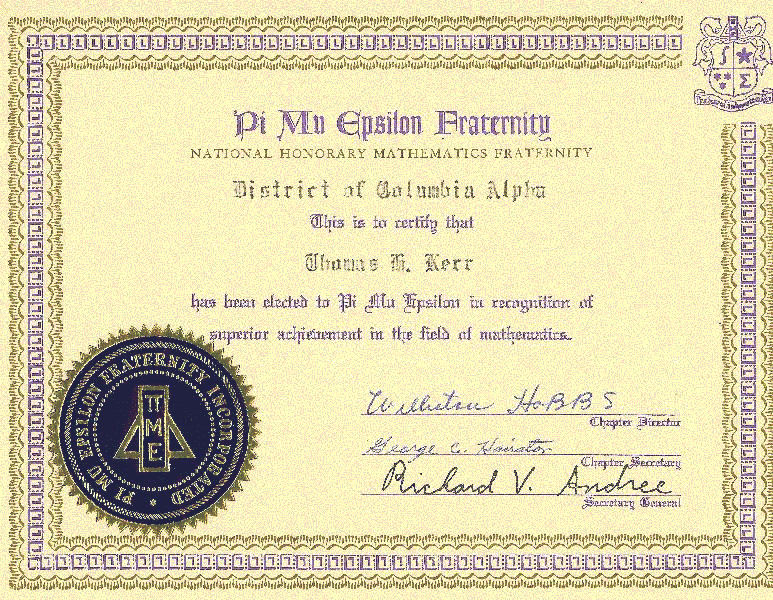 Pi Mu Epsilon Fraternity
NATIONAL HONORARY MATHEMATICS FRATERNITY
District of Columbia Alpha
This is to certify that
Thomas H. Kerr
has been elected to Pi Mu Epsilon in recognition of
superior achievement in the field of mathematics.
HoBBS
Chapter Director
George C.
Chapter Secretary
Richard V. Andree
Secretary General
PI MU EPSILON FRATERNITY INCORPORATED
Π
M
E
∫
Σ